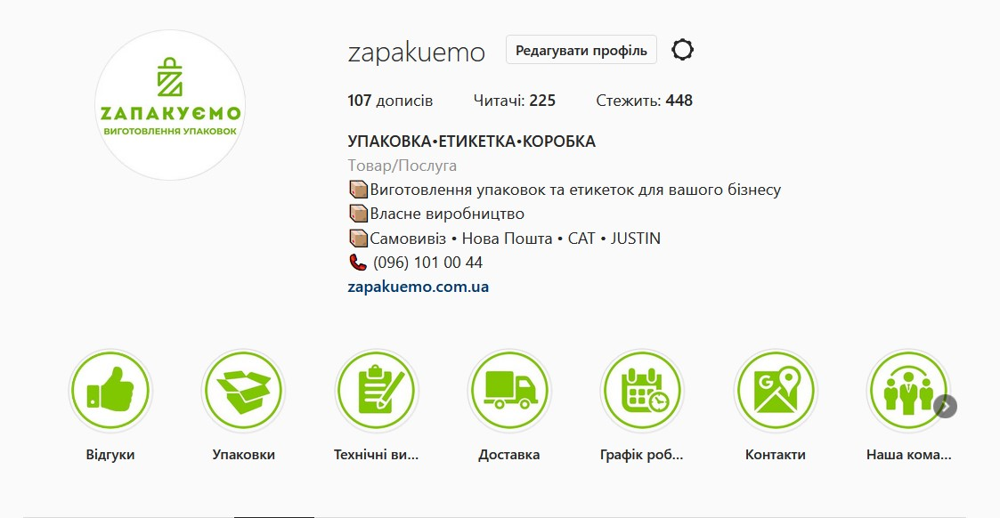 zapakuemo
Редагувати профіль
107 дописів
Читачі: 225
Стежить: 448
ZАПАКУЄМО
ВИГОТОВЛЕННЯ УПАКОВОК
УПАКОВКА•ЕТИКЕТКА•КОРОБКА
Товар/Послуга
📦Виготовлення упаковок та етикеток для вашого бізнесу
📦Власне виробництво
📦Самовивіз • Нова Пошта • САТ • JUSTIN
📞 (096) 101 00 44
zapakuemo.com.ua
G
Відгуки
Упаковки
Технічні ви...
Доставка
Графік роб...
Контакти
Наша кома...